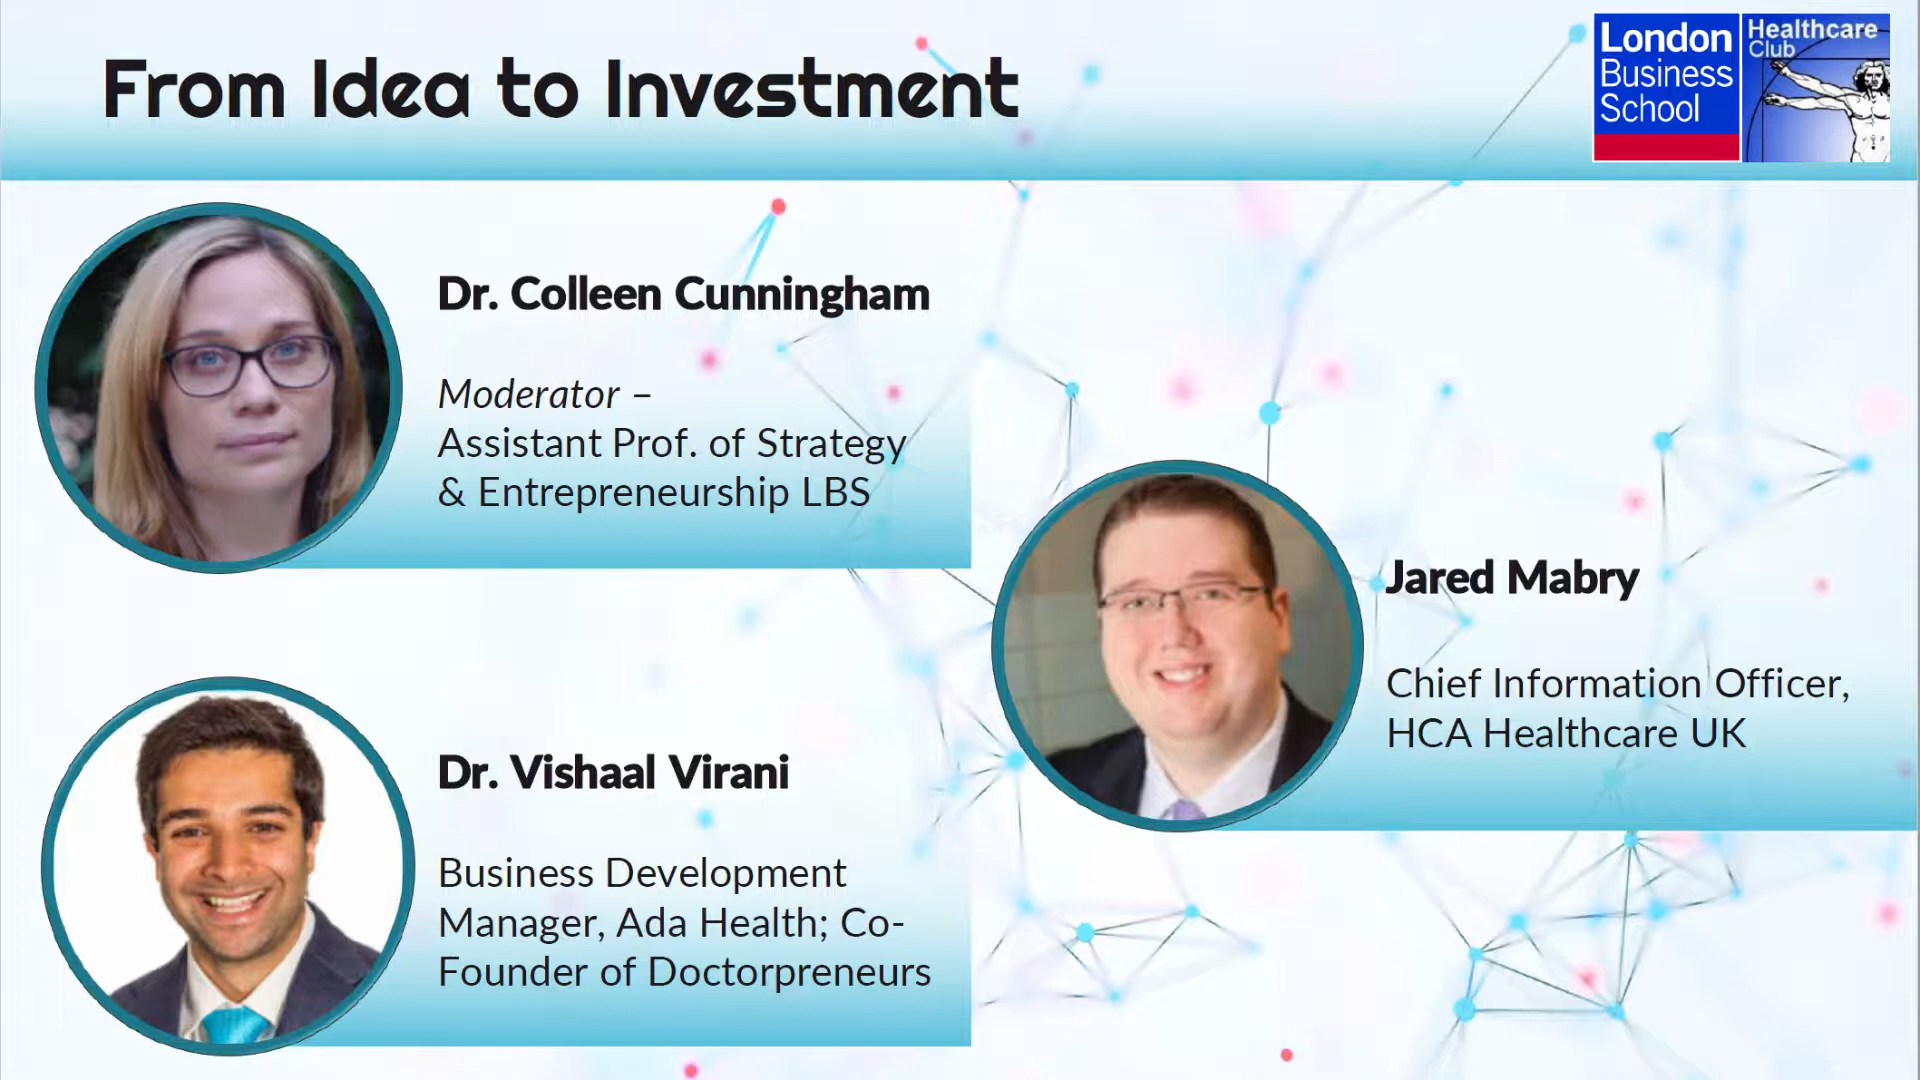 From Idea to Investment
London
Business
School
Healthcare
Club
Dr. Colleen Cunningham
Moderator –
Assistant Prof. of Strategy
& Entrepreneurship LBS
Jared Mabry
Chief Information Officer,
HCA Healthcare UK
Dr. Vishaal Virani
Business Development
Manager, Ada Health; Co-
Founder of Doctorpreneurs